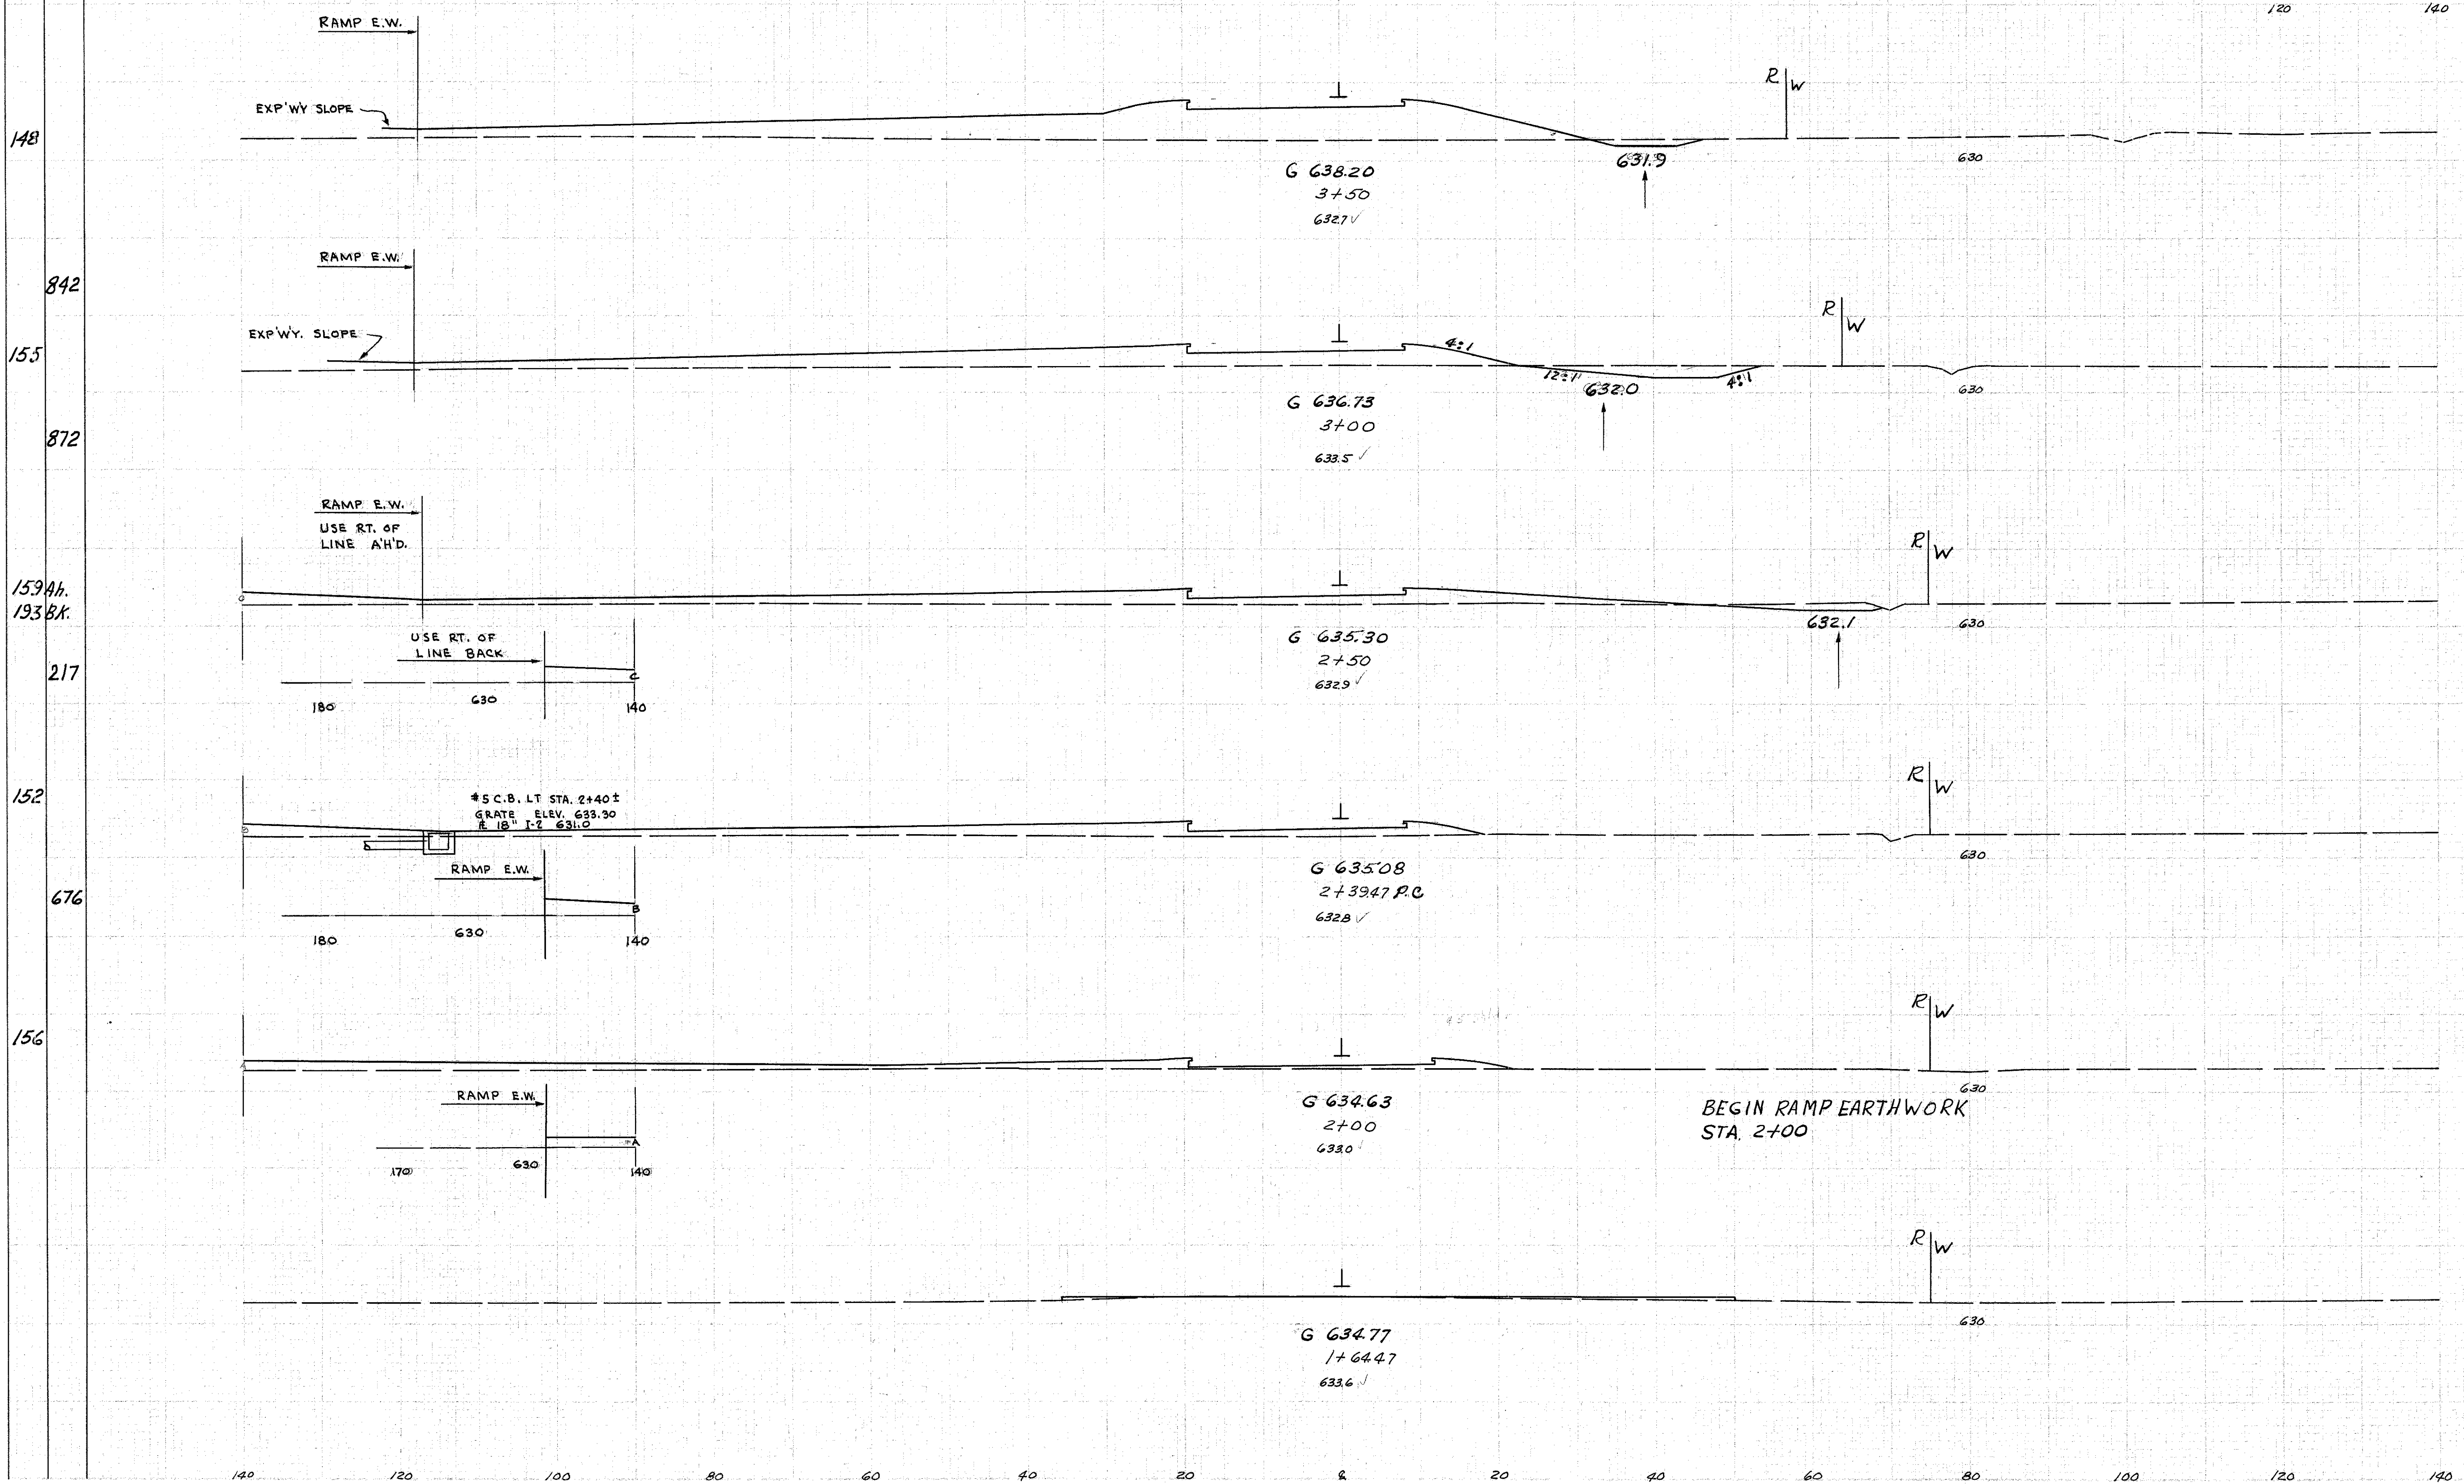 120 140
RAMP E.W.
R W
EXP'WY SLOPE
148
631.9
630
G 638.20
3+50
632.7 ✓
RAMP E.W.
842
R W
EXP'WY. SLOPE
155
4:1
12:1
632.0
4:1
630
G 636.73
3+00
633.5 ✓
872
RAMP E.W.
USE RT. OF
LINE A'H'D.
R W
159 Ah.
193 BK.
632.1
630
USE RT. OF
LINE BACK
G 635.30
2+50
632.9 ✓
217
C
180 630 140
R W
152
#5 C.B. LT STA. 2+40±
GRATE ELEV. 633.30
18" I-2 631.0
B
630
RAMP E.W.
G 635.08
2+39.47 P.C
632.8 ✓
676
B
180 630 140
R W
156
A
630
RAMP E.W.
G 634.63
2+00
633.0 ✓
BEGIN RAMP EARTHWORK
STA. 2+00
A
170 630 140
R W
630
G 634.77
1+64.47
633.6 ✓
140 120 100 80 60 40 20 ℄ 20 40 60 80 100 120 140